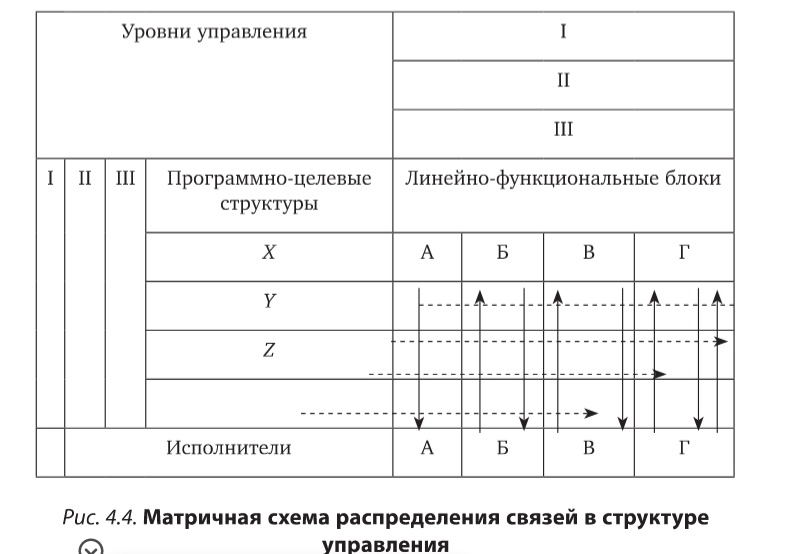 Уровни управления
I
II
III
I II III Программно-целевые структуры Линейно-функциональные блоки
X А Б В Г
Y
Z
Исполнители А Б В Г
Рис. 4.4. Матричная схема распределения связей в структуре
управления